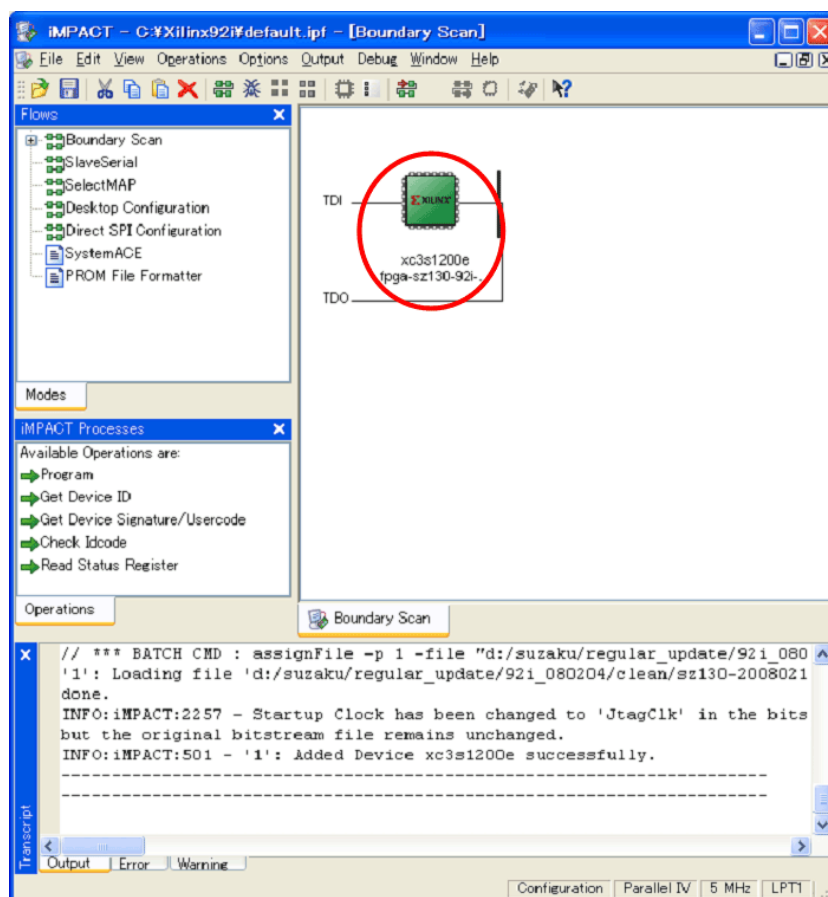 iMPACT - C:¥Xilinx92i¥default.ipf - [Boundary Scan]
File Edit View Operations Options Output Debug Window Help
Flows
Boundary Scan
SlaveSerial
SelectMAP
Desktop Configuration
Direct SPI Configuration
SystemACE
PROM File Formatter
Modes
iMPACT Processes
Available Operations are:
Program
Get Device ID
Get Device Signature/Usercode
Check Idcode
Read Status Register
Operations
TDI
XILINX
xc3s1200e
fpga-sz130-92i-...
TDO
Boundary Scan
// *** BATCH CMD : assignFile -p 1 -file "d:/suzaku/regular_update/92i_080
'1': Loading file 'd:/suzaku/regular_update/92i_080204/clean/sz130-2008021
done.
INFO:iMPACT:2257 - Startup Clock has been changed to 'JtagClk' in the bits
but the original bitstream file remains unchanged.
INFO:iMPACT:501 - '1': Added Device xc3s1200e successfully.
----------------------------------------------------------------------
----------------------------------------------------------------------
Transcript
Output Error Warning
Configuration Parallel IV 5 MHz LPT1